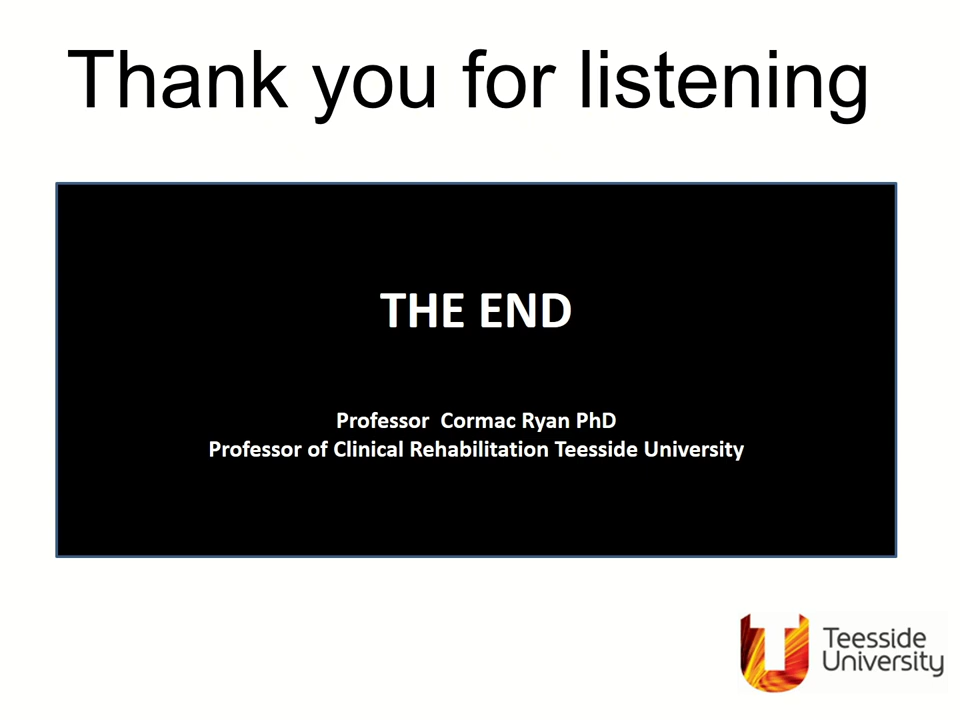 Thank you for listening
THE END
Professor Cormac Ryan PhD
Professor of Clinical Rehabilitation Teesside University
Teesside
University